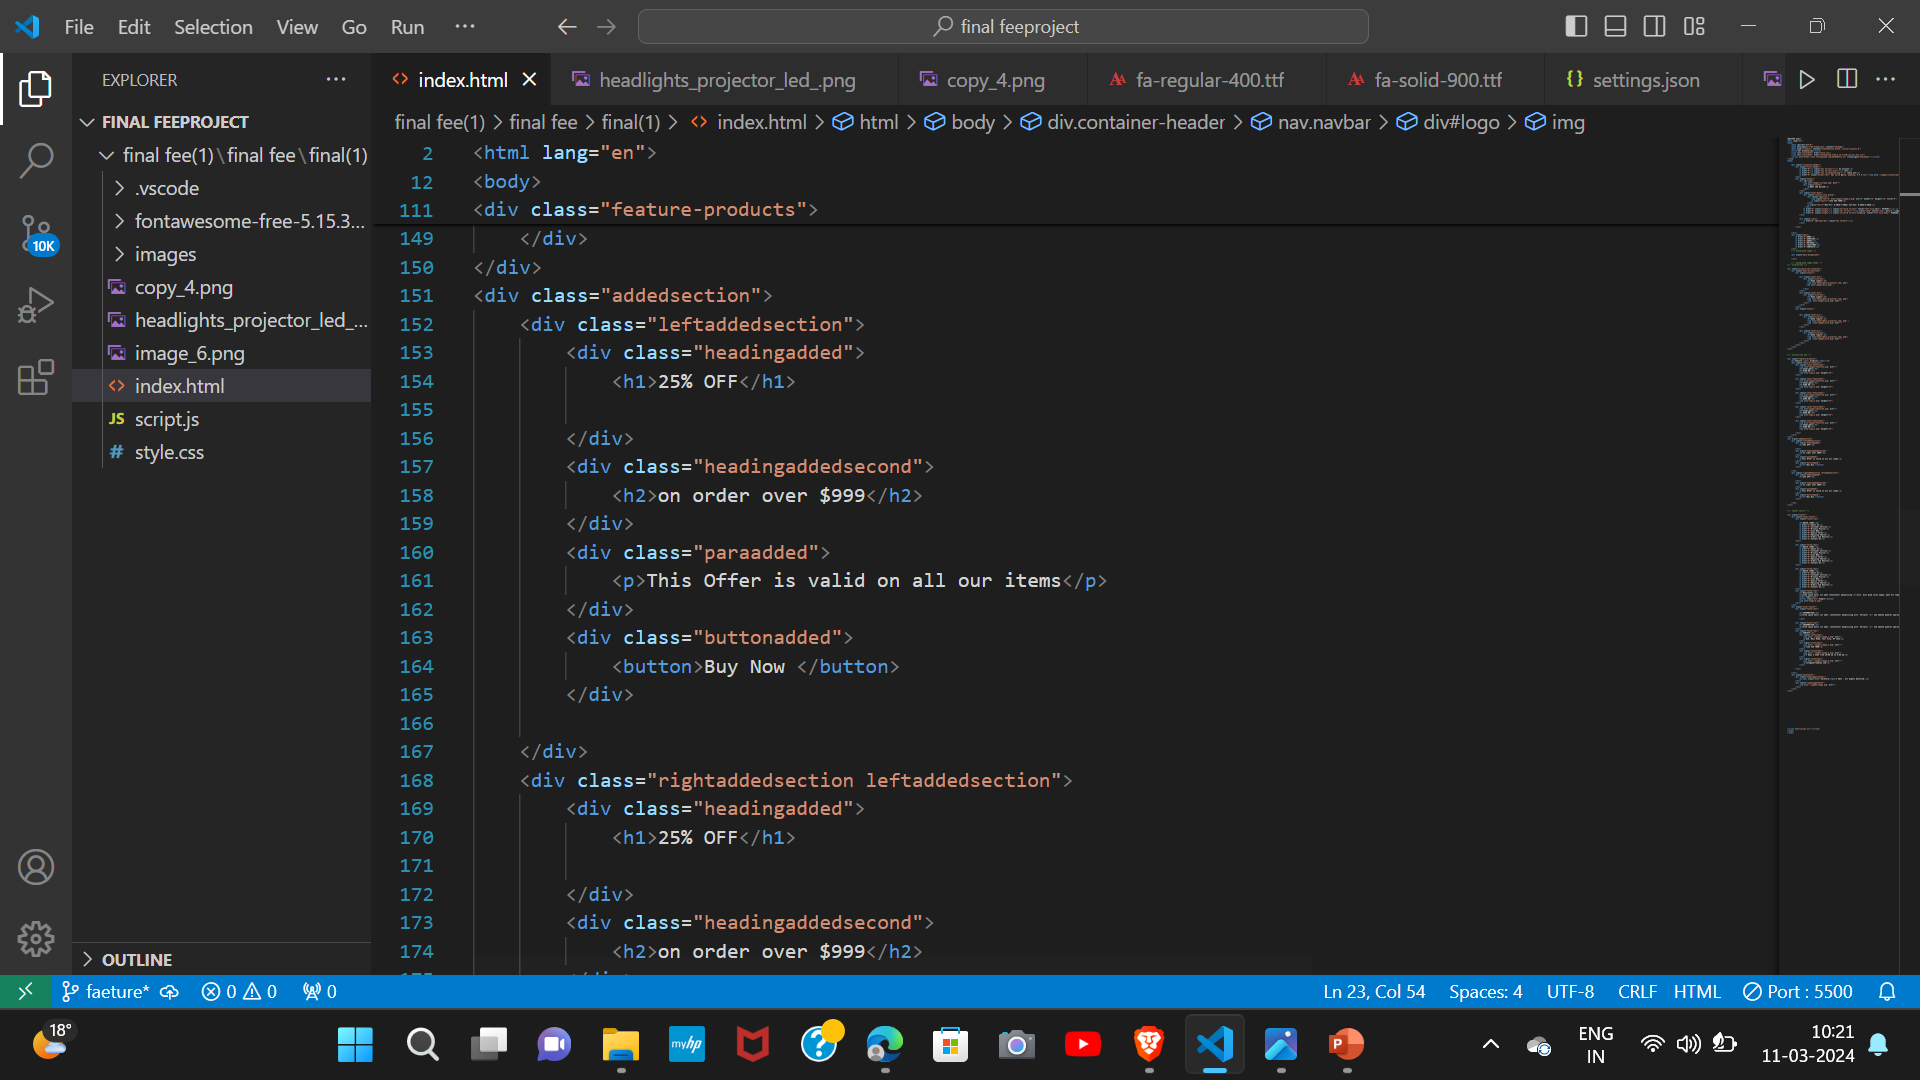 File Edit Selection View Go Run ···
final feeproject
EXPLORER ···
FINAL FEEPROJECT
final fee(1)\final fee\final(1)
.vscode
fontawesome-free-5.15.3...
images
copy_4.png
headlights_projector_led_...
image_6.png
index.html
JS script.js
# style.css
OUTLINE
10K
index.html
headlights_projector_led_.png
copy_4.png
fa-regular-400.ttf
fa-solid-900.ttf
{} settings.json
final fee(1) > final fee > final(1) > index.html > html > body > div.container-header > nav.navbar > div#logo > img
2 <html lang="en">
12 <body>
111 <div class="feature-products">
149 </div>
150 </div>
151 <div class="addedsection">
152 <div class="leftaddedsection">
153 <div class="headingadded">
154 <h1>25% OFF</h1>
155
156 </div>
157 <div class="headingaddedsecond">
158 <h2>on order over $999</h2>
159 </div>
160 <div class="paraadded">
161 <p>This Offer is valid on all our items</p>
162 </div>
163 <div class="buttonadded">
164 <button>Buy Now </button>
165 </div>
166
167 </div>
168 <div class="rightaddedsection leftaddedsection">
169 <div class="headingadded">
170 <h1>25% OFF</h1>
171
172 </div>
173 <div class="headingaddedsecond">
174 <h2>on order over $999</h2>
faeture* 0 0 0
Ln 23, Col 54 Spaces: 4 UTF-8 CRLF HTML Port : 5500
18°
myhp
ENG
IN
10:21
11-03-2024